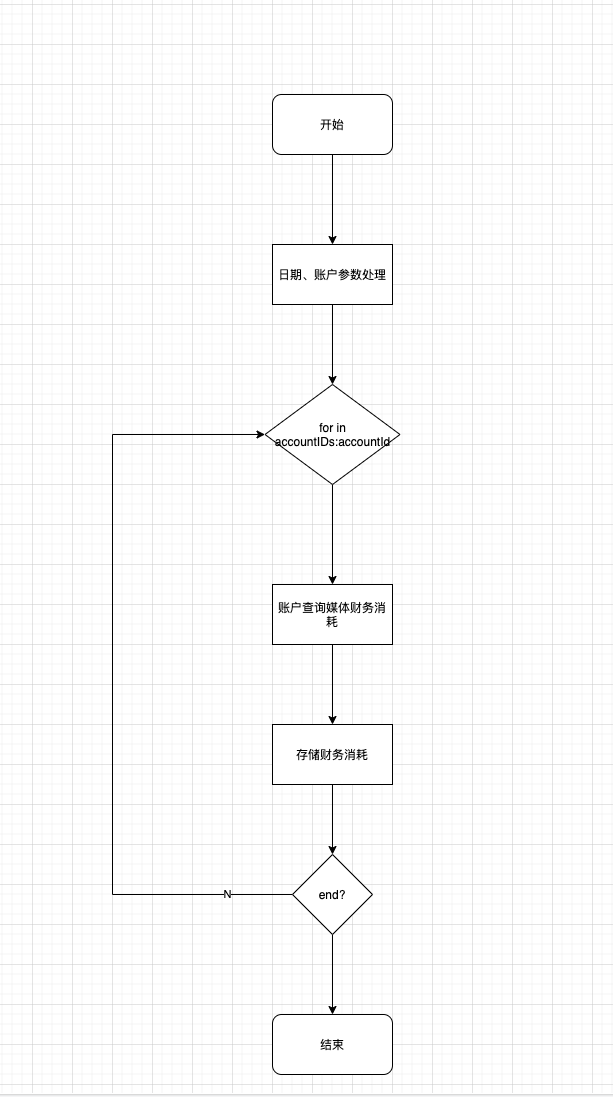 开始
日期、账户参数处理
for in
accountIDs:accountId
账户查询媒体财务消
耗
存储财务消耗
end?
N
结束